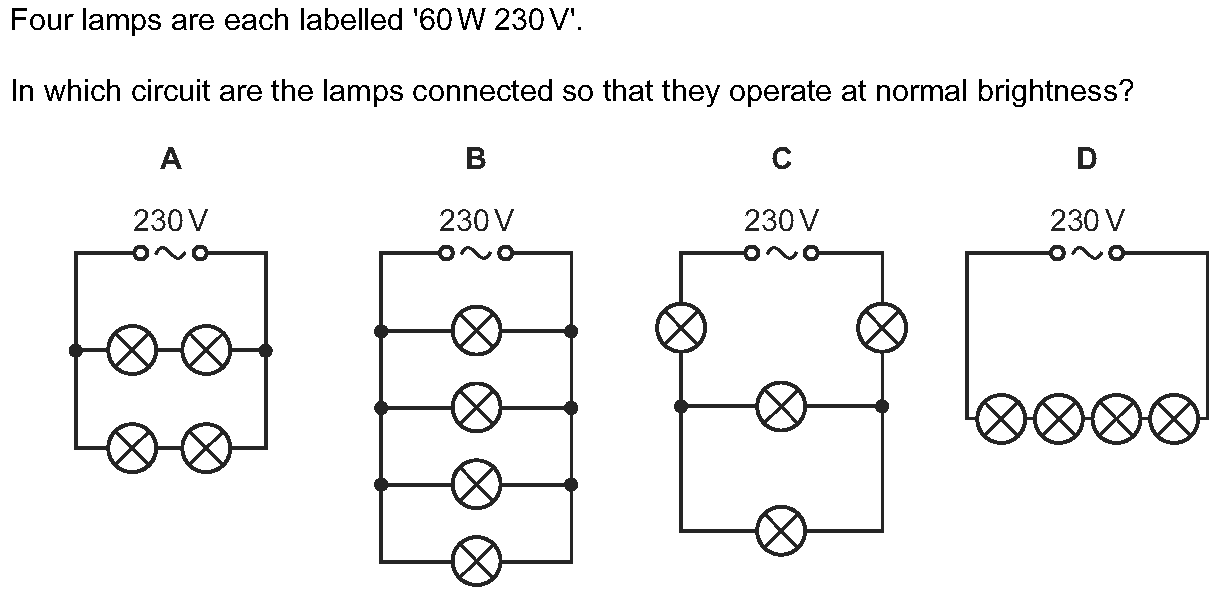 Four lamps are each labelled '60 W 230 V'.
In which circuit are the lamps connected so that they operate at normal brightness?
A B C D
230 V 230 V 230 V 230 V